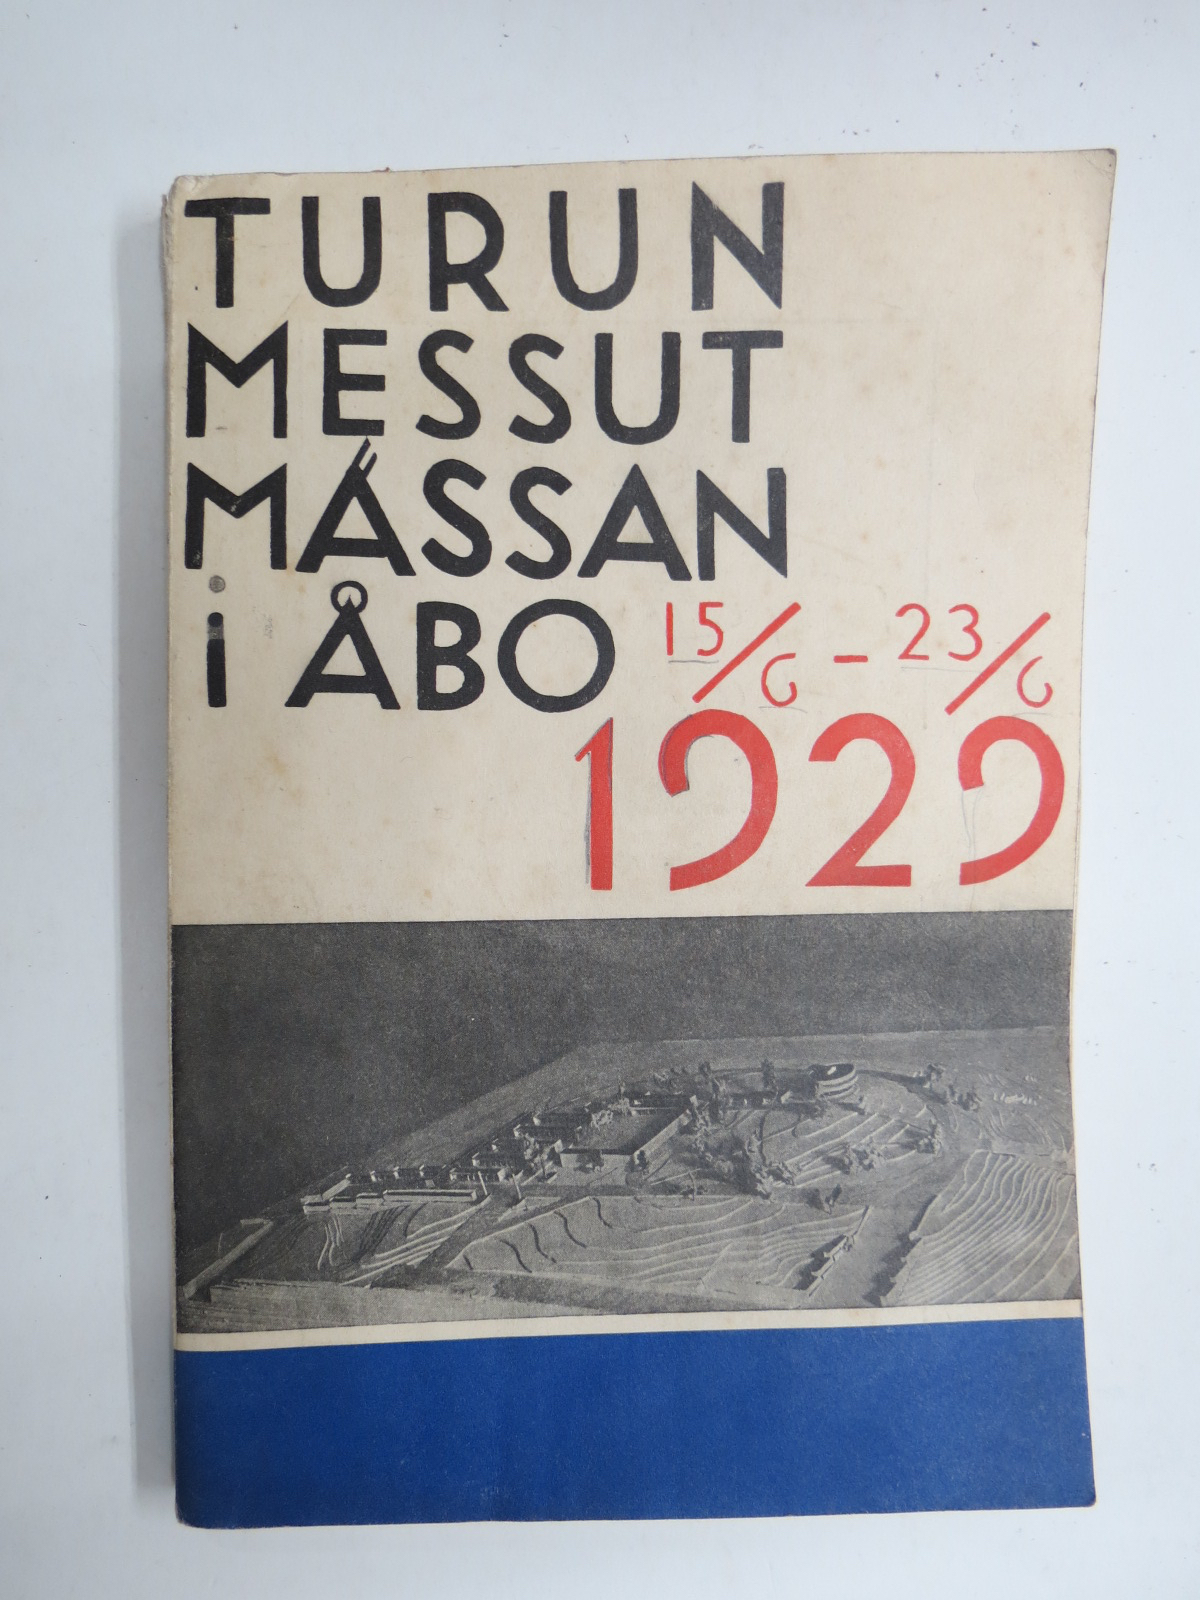 TURUN
MESSUT
MÄSSAN
i ÅBO 15/6 – 23/6
1929